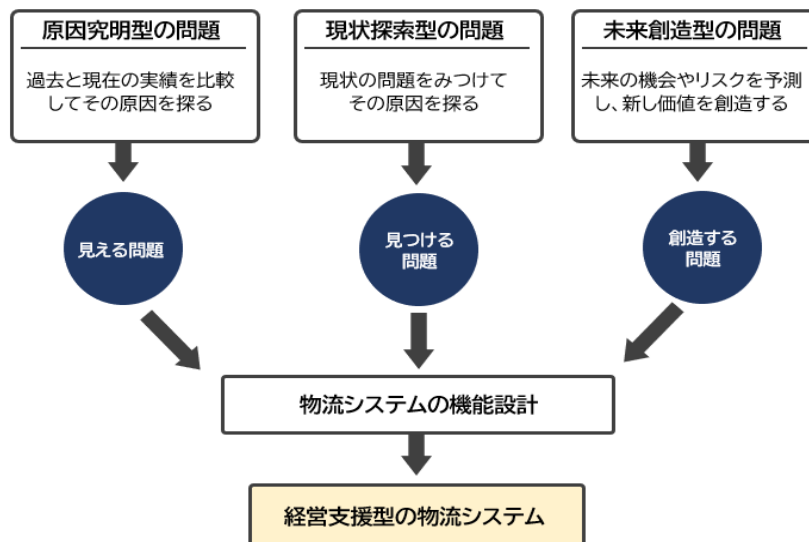 原因究明型の問題
過去と現在の実績を比較
してその原因を探る
現状探索型の問題
現状の問題をみつけて
その原因を探る
未来創造型の問題
未来の機会やリスクを予測
し、新し価値を創造する
見える問題
見つける
問題
創造する
問題
物流システムの機能設計
経営支援型の物流システム